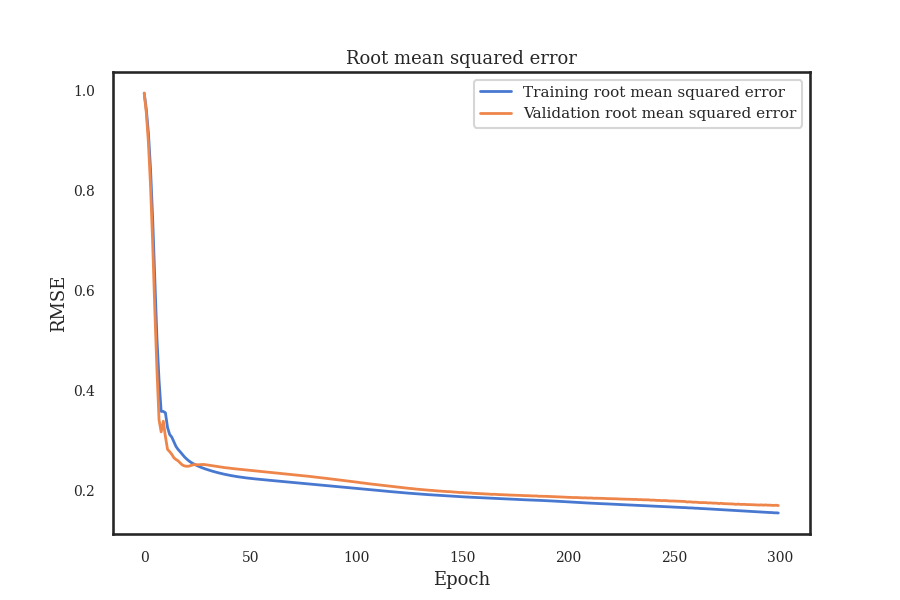 Root mean squared error
Training root mean squared error
Validation root mean squared error
1.0
0.8
0.6
0.4
0.2
RMSE
0 50 100 150 200 250 300
Epoch